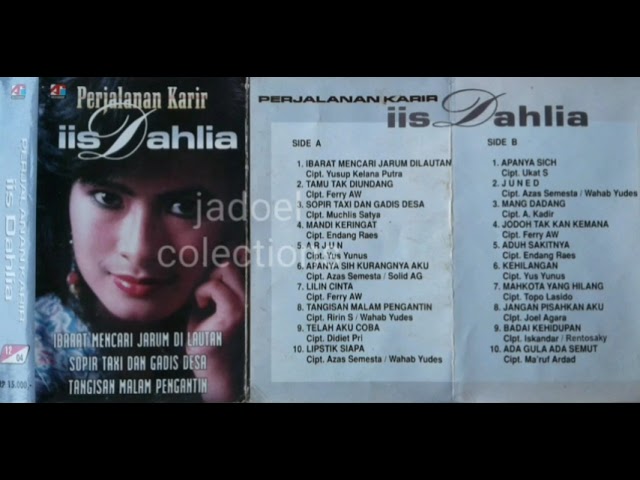 PERJALANAN KARIR
iis Dahlia
12/04
RP 15.000
Perjalanan Karir
iis Dahlia
jadoel
colection
IBARAT MENCARI JARUM DI LAUTAN
SOPIR TAXI DAN GADIS DESA
TANGISAN MALAM PENGANTIN
PERJALANAN KARIR
iis Dahlia
SIDE A
1. IBARAT MENCARI JARUM DILAUTAN
Cipt. Yusup Kelana Putra
2. TAMU TAK DIUNDANG
Cipt. Ferry AW
3. SOPIR TAXI DAN GADIS DESA
Cipt. Muchlis Satya
4. MANDI KERINGAT
Cipt. Endang Raes
5. A R J U N
Cipt. Yus Yunus
6. APANYA SIH KURANGNYA AKU
Cipt. Azas Semesta / Solid AG
7. LILIN CINTA
Cipt. Ferry AW
8. TANGISAN MALAM PENGANTIN
Cipt. Ririn S / Wahab Yudes
9. TELAH AKU COBA
Cipt. Didiet Pri
10. LIPSTIK SIAPA
Cipt. Azas Semesta / Wahab Yudes
SIDE B
1. APANYA SICH
Cipt. Ukat S
2. J U N E D
Cipt. Azas Semesta / Wahab Yudes
3. MANG DADANG
Cipt. A. Kadir
4. JODOH TAK KAN KEMANA
Cipt. Ferry AW
5. ADUH SAKITNYA
Cipt. Endang Raes
6. KEHILANGAN
Cipt. Yus Yunus
7. MAHKOTA YANG HILANG
Cipt. Topo Lasido
8. JANGAN PISAHKAN AKU
Cipt. Joel Agara
9. BADAI KEHIDUPAN
Cipt. Iskandar / Rentosaky
10. ADA GULA ADA SEMUT
Cipt. Ma'ruf Ardad